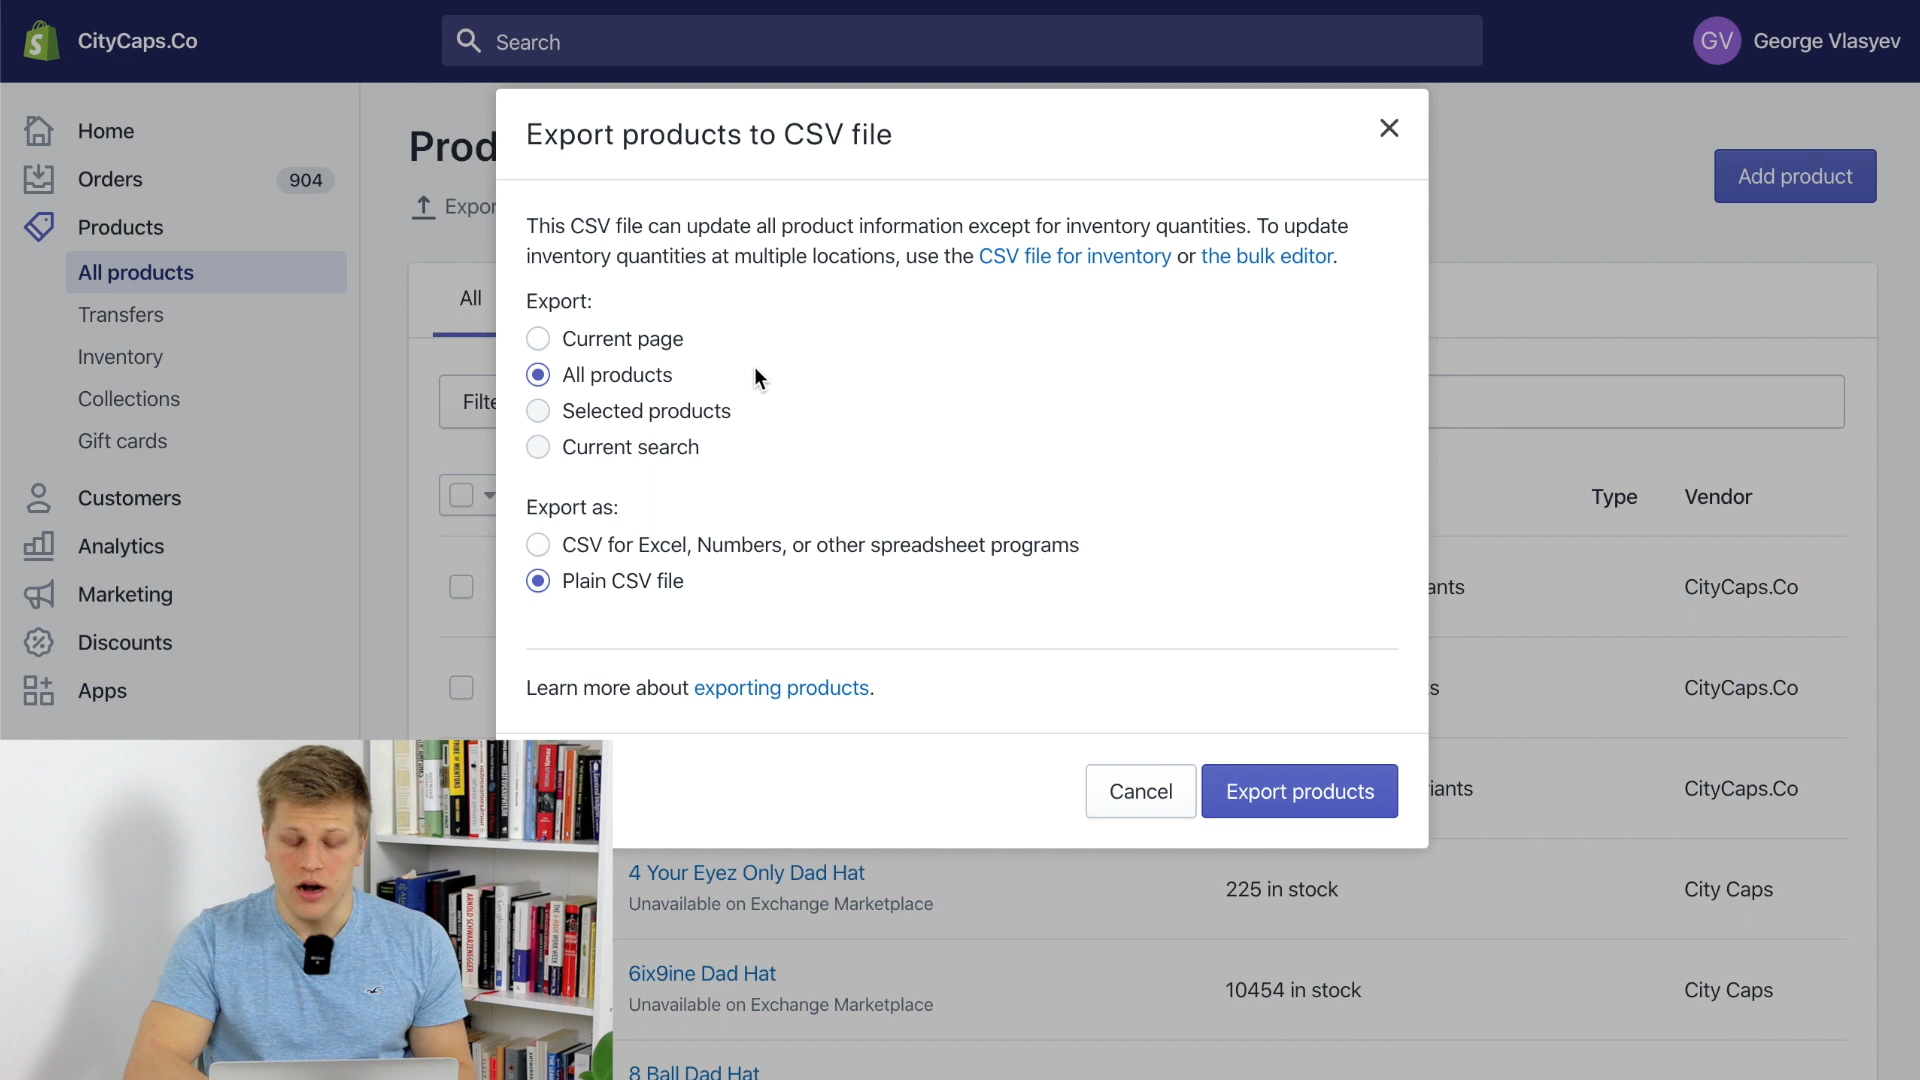 CityCaps.Co
Search
GV George Vlasyev
Home
Orders 904
Products
All products
Transfers
Inventory
Collections
Gift cards
Customers
Analytics
Marketing
Discounts
Apps
Prod
Expor
Add product
All
Filte
Export products to CSV file
This CSV file can update all product information except for inventory quantities. To update
inventory quantities at multiple locations, use the CSV file for inventory or the bulk editor.
Export:
Current page
All products
Selected products
Current search
Export as:
CSV for Excel, Numbers, or other spreadsheet programs
Plain CSV file
Learn more about exporting products.
Cancel Export products
Type Vendor
ants CityCaps.Co
s CityCaps.Co
iants CityCaps.Co
4 Your Eyez Only Dad Hat
Unavailable on Exchange Marketplace
225 in stock City Caps
6ix9ine Dad Hat
Unavailable on Exchange Marketplace
10454 in stock City Caps
8 Ball Dad Hat
TRIBE OF MENTORS
ARNOLD SCHWARZENEGGER